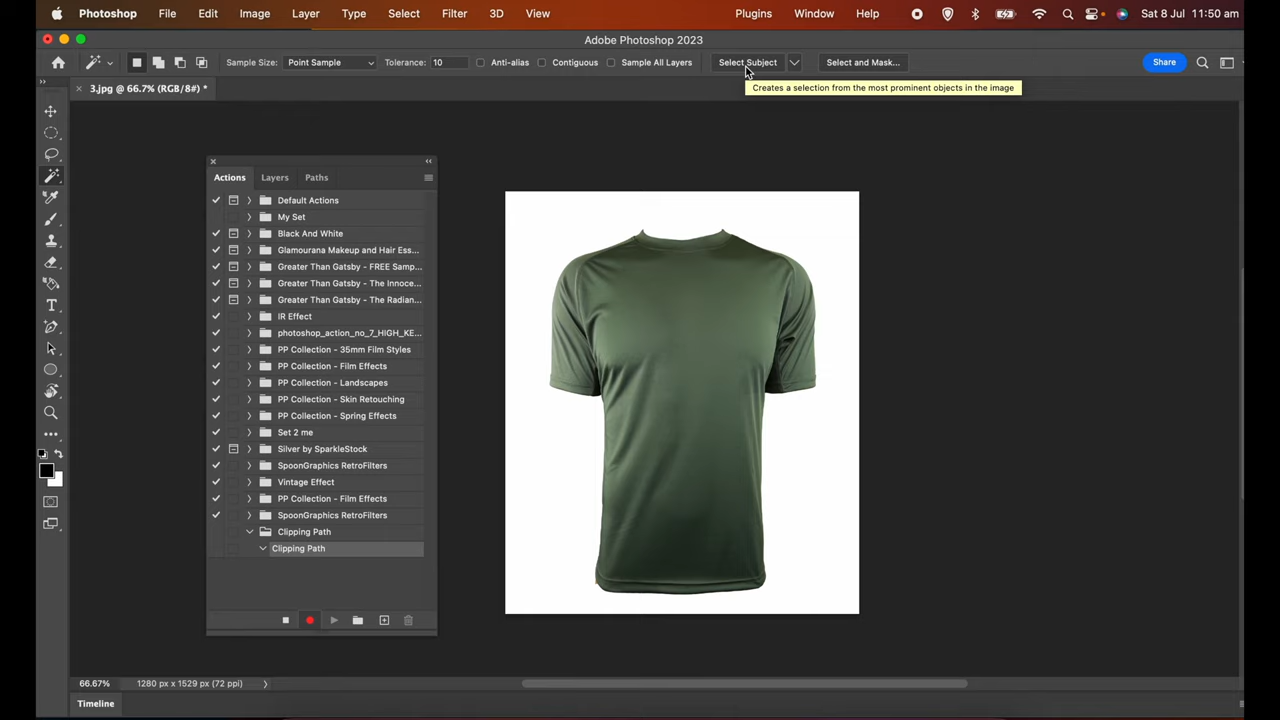 Photoshop File Edit Image Layer Type Select Filter 3D View Plugins Window Help Sat 8 Jul 11:50 am
Adobe Photoshop 2023
Sample Size: Point Sample Tolerance: 10 Anti-alias Contiguous Sample All Layers Select Subject Select and Mask... Share
3.jpg @ 66.7% (RGB/8#) *
Creates a selection from the most prominent objects in the image
Actions Layers Paths
Default Actions
My Set
Black And White
Glamourana Makeup and Hair Ess...
Greater Than Gatsby - FREE Samp...
Greater Than Gatsby - The Innoce...
Greater Than Gatsby - The Radian...
IR Effect
photoshop_action_no_7_HIGH_KE...
PP Collection - 35mm Film Styles
PP Collection - Film Effects
PP Collection - Landscapes
PP Collection - Skin Retouching
PP Collection - Spring Effects
Set 2 me
Silver by SparkleStock
SpoonGraphics RetroFilters
Vintage Effect
PP Collection - Film Effects
SpoonGraphics RetroFilters
Clipping Path
Clipping Path
66.67% 1280 px x 1529 px (72 ppi)
Timeline